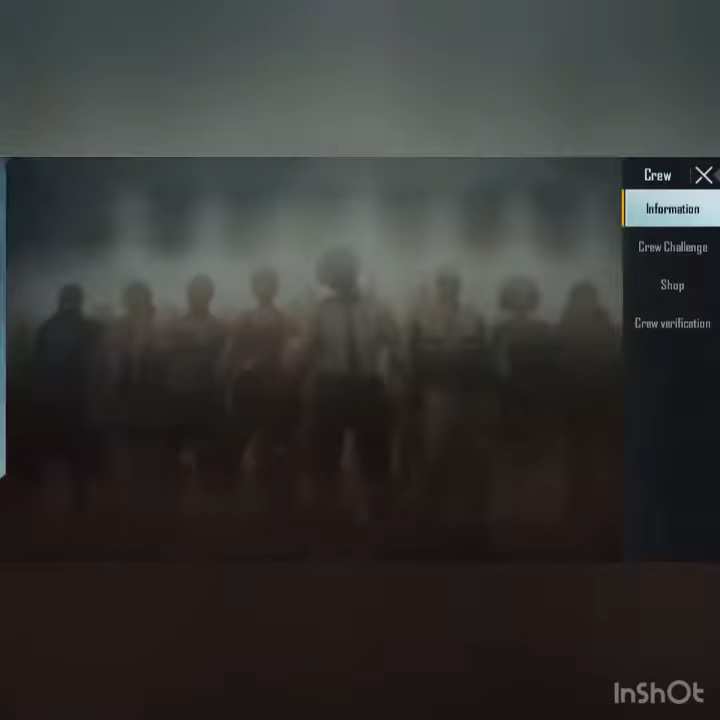 Crew
Information
Crew Challenge
Shop
Crew verification
InShOt